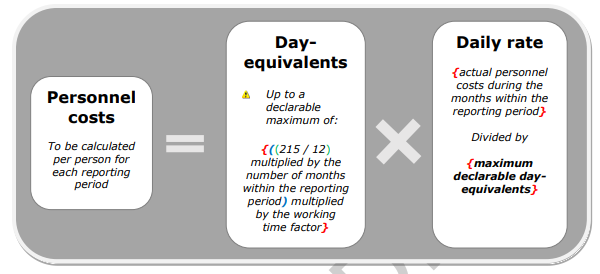 Personnel
costs
To be calculated
per person for
each reporting
period
=
Day-
equivalents
Up to a
declarable
maximum of:
{((215 / 12)
multiplied by the
number of months
within the reporting
period) multiplied
by the working
time factor}
×
Daily rate
{actual personnel
costs during the
months within the
reporting period}
Divided by
{maximum
declarable day-
equivalents}